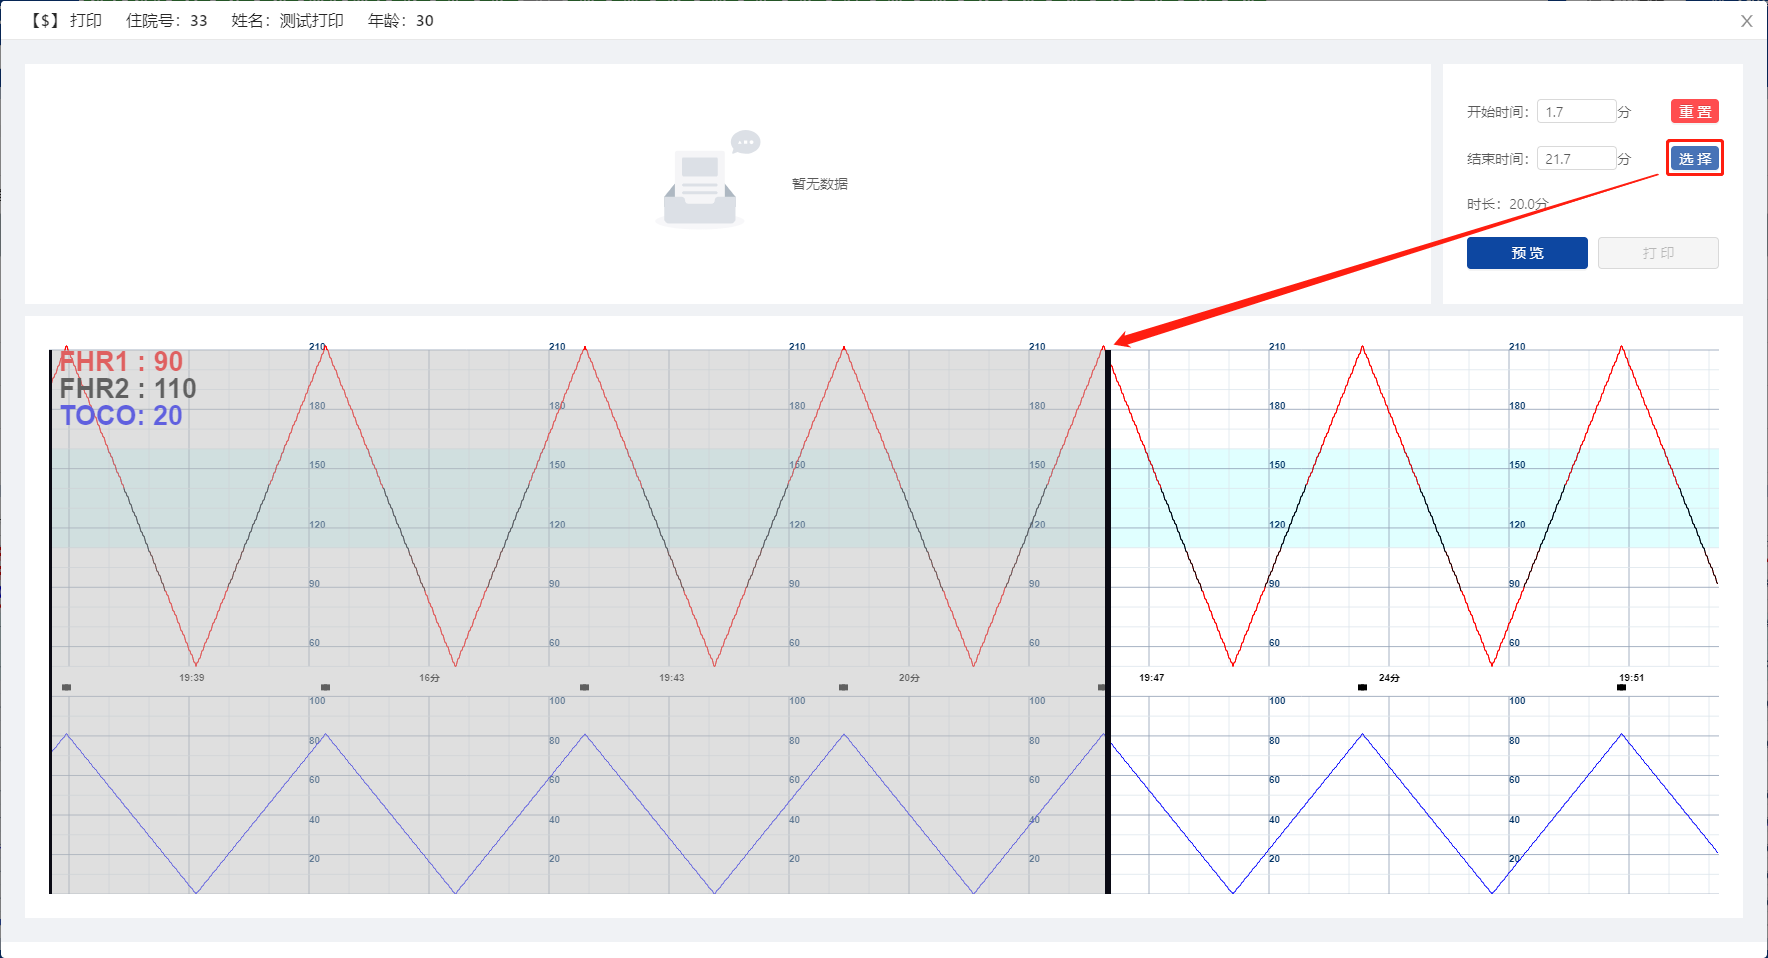 【$】 打印 住院号：33 姓名：测试打印 年龄：30
暂无数据
开始时间： 1.7 分 重 置
结束时间： 21.7 分 选 择
时长：20.0分
预 览 打 印
FHR1 : 90
FHR2 : 110
TOCO: 20
210 210 210 210 210 210
180 180 180 180 180 180
150 150 150 150 150 150
120 120 120 120 120 120
90 90 90 90 90 90
60 60 60 60 60 60
19:39 16分 19:43 20分 19:47 24分 19:51
100 100 100 100 100 100
80 80 80 80 80 80
60 60 60 60 60 60
40 40 40 40 40 40
20 20 20 20 20 20